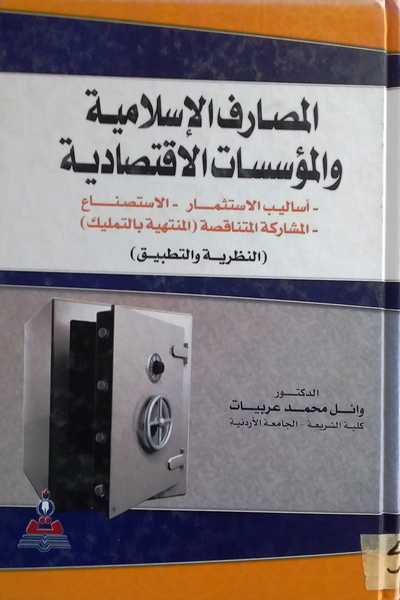 المصارف الإسلامية
والمؤسسات الاقتصادية
- أساليب الاستثمار - الاستصناع
- المشاركة المتناقصة (المنتهية بالتمليك)
(النظرية والتطبيق)
الدكتور
وائل محمد عربيات
كلية الشريعة - الجامعة الأردنية